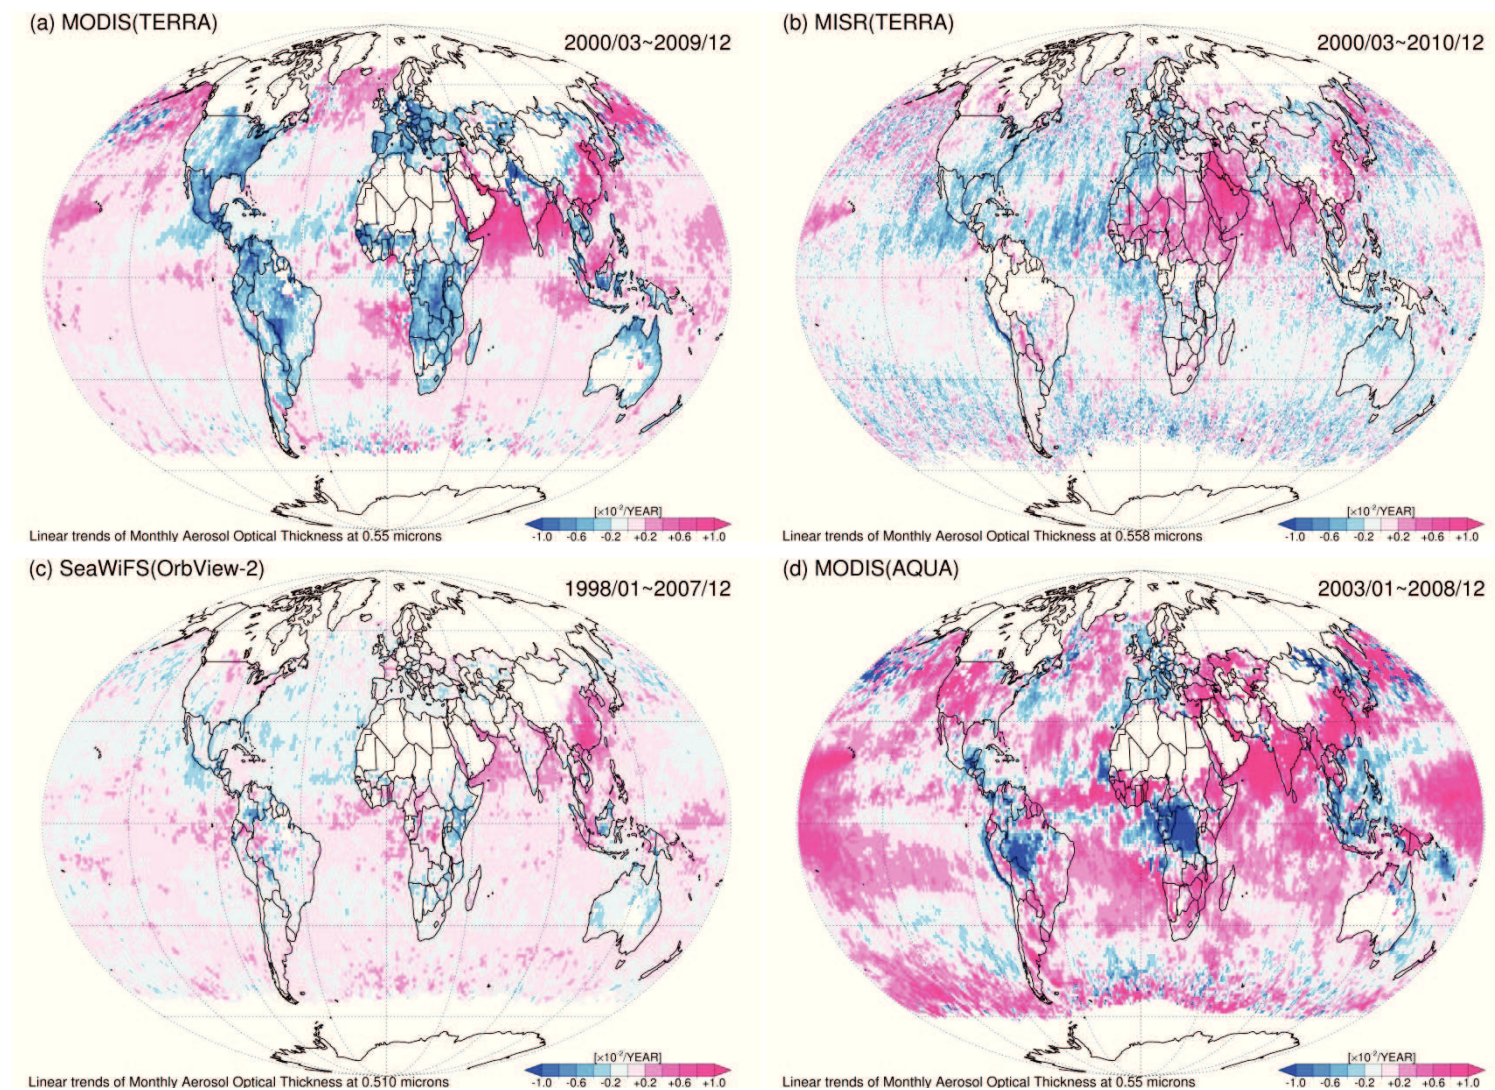 (a) MODIS(TERRA)
2000/03~2009/12
[×10⁻²/YEAR]
Linear trends of Monthly Aerosol Optical Thickness at 0.55 microns
-1.0 -0.6 -0.2 +0.2 +0.6 +1.0
(b) MISR(TERRA)
2000/03~2010/12
[×10⁻²/YEAR]
Linear trends of Monthly Aerosol Optical Thickness at 0.558 microns
-1.0 -0.6 -0.2 +0.2 +0.6 +1.0
(c) SeaWiFS(OrbView-2)
1998/01~2007/12
[×10⁻²/YEAR]
Linear trends of Monthly Aerosol Optical Thickness at 0.510 microns
-1.0 -0.6 -0.2 +0.2 +0.6 +1.0
(d) MODIS(AQUA)
2003/01~2008/12
[×10⁻²/YEAR]
Linear trends of Monthly Aerosol Optical Thickness at 0.55 microns
-1.0 -0.6 -0.2 +0.2 +0.6 +1.0